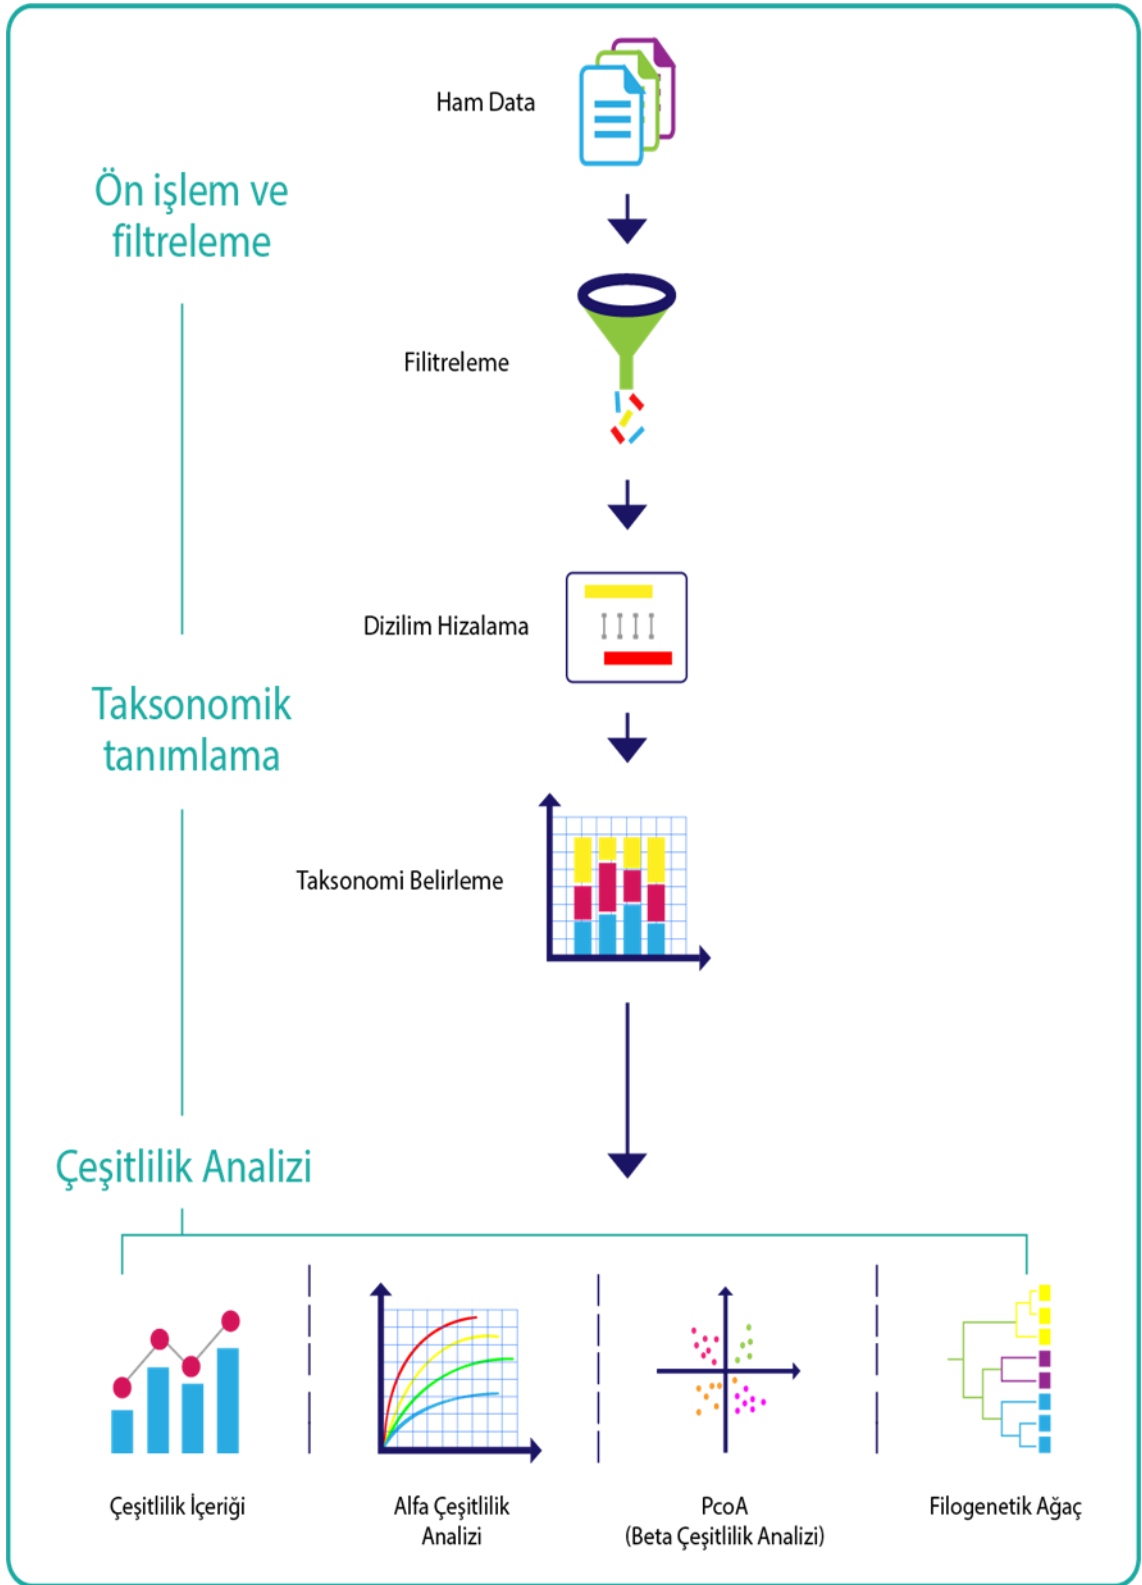 Ham Data
Ön işlem ve
filtreleme
Filitreleme
Dizilim Hizalama
Taksonomik
tanımlama
Taksonomi Belirleme
Çeşitlilik Analizi
Çeşitlilik İçeriği
Alfa Çeşitlilik
Analizi
PcoA
(Beta Çeşitlilik Analizi)
Filogenetik Ağaç